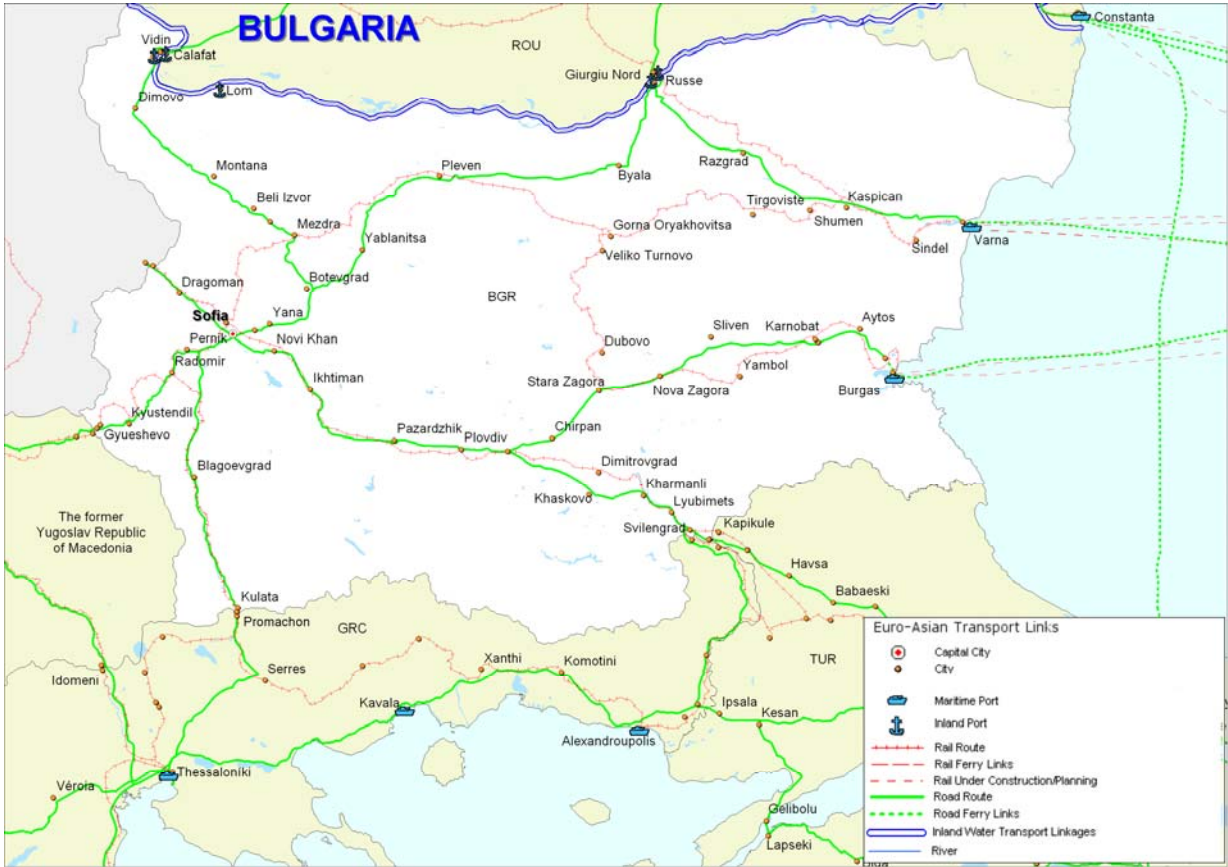 BULGARIA
Constanta
Vidin
Calafat
ROU
Giurgiu Nord
Russe
Lom
Dimovo
Montana
Pleven
Byala
Razgrad
Beli Izvor
Mezdra
Tirgoviste
Kaspican
Shumen
Gorna Oryakhovitsa
Yablanitsa
Veliko Turnovo
Sindel
Varna
Dragoman
Botevgrad
BGR
Sofia
Yana
Pernik
Novi Khan
Radomir
Dubovo
Sliven
Karnobat
Aytos
Ikhtiman
Stara Zagora
Nova Zagora
Yambol
Burgas
Kyustendil
Gyueshevo
Pazardzhik
Plovdiv
Chirpan
Blagoevgrad
Dimitrovgrad
Khaskovo
Kharmanli
Lyubimets
The former
Yugoslav Republic
of Macedonia
Svilengrad
Kapikule
Havsa
Babaeski
Kulata
Promachon
GRC
Idomeni
Serres
Xanthi
Komotini
TUR
Kavala
Ipsala
Kesan
Alexandroupolis
Thessaloníki
Véroia
Gelibolu
Lapseki
Euro-Asian Transport Links
Capital City
City
Maritime Port
Inland Port
Rail Route
Rail Ferry Links
Rail Under Construction/Planning
Road Route
Road Ferry Links
Inland Water Transport Linkages
River